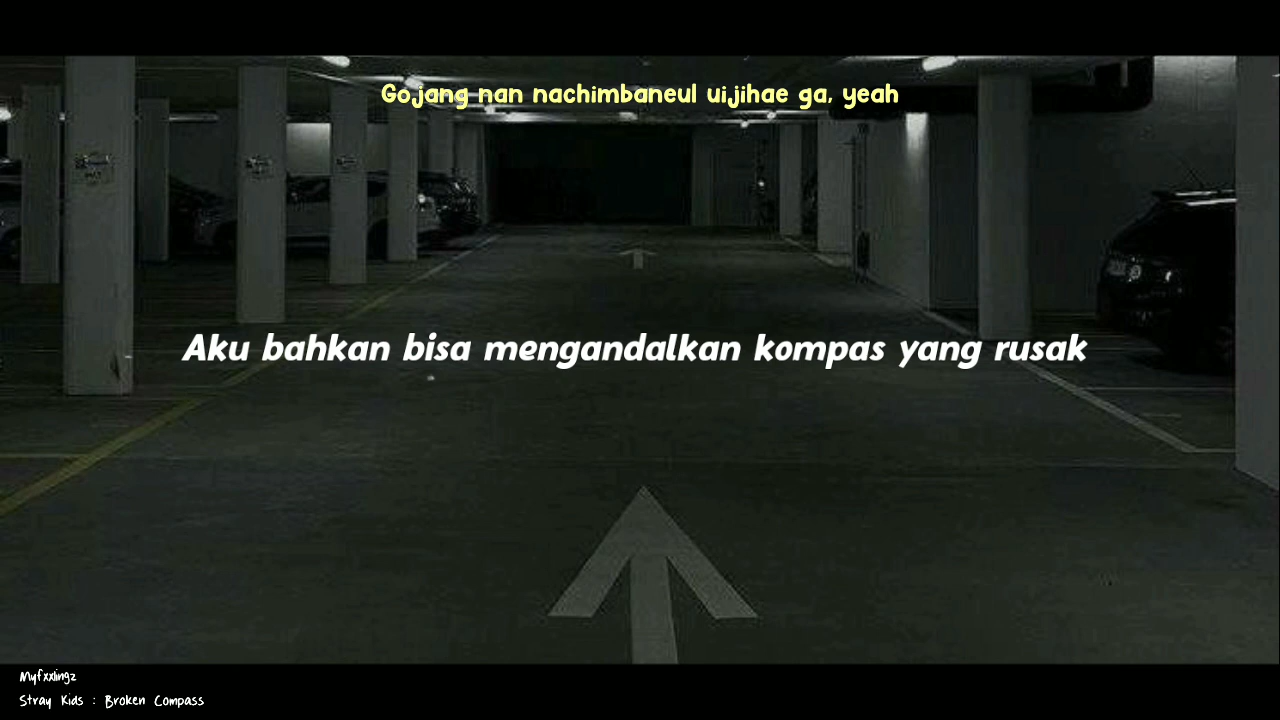 Gojang nan nachimbaneul uijihae ga, yeah
Aku bahkan bisa mengandalkan kompas yang rusak
Myfxxlingz
Stray Kids : Broken Compass